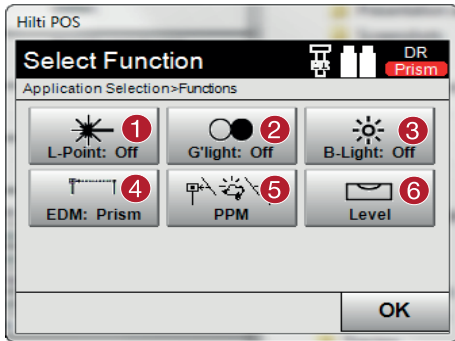 Hilti POS
Select Function
DR
Prism
Application Selection>Functions
1 2 3
L-Point: Off G'light: Off B-Light: Off
4 5 6
EDM: Prism PPM Level
OK